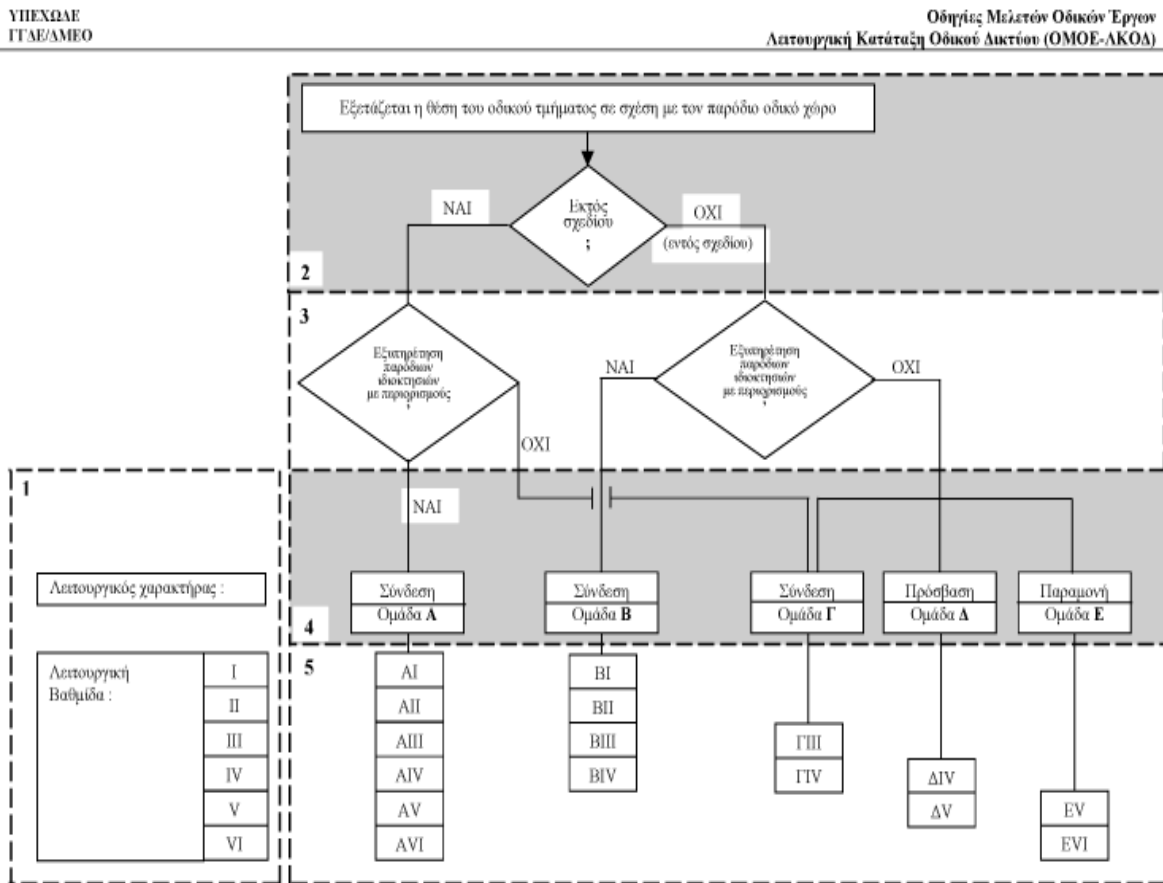 ΥΠΕΧΩΔΕ
ΓΓΔΕ/ΔΜΕΟ
Οδηγίες Μελετών Οδικών Έργων
Λειτουργική Κατάταξη Οδικού Δικτύου (ΟΜΟΕ-ΛΚΟΔ)
Εξετάζεται η θέση του οδικού τμήματος σε σχέση με τον παρόδιο οδικό χώρο
ΝΑΙ
Εκτός
σχεδίου
;
ΟΧΙ
(εντός σχεδίου)
2
3
Εξυπηρέτηση
παρόδιων
ιδιοκτησιών
με περιορισμούς
;
ΟΧΙ
ΝΑΙ
ΝΑΙ
Εξυπηρέτηση
παρόδιων
ιδιοκτησιών
με περιορισμούς
;
ΟΧΙ
1
Λειτουργικός χαρακτήρας :
4
Σύνδεση
Ομάδα Α
Σύνδεση
Ομάδα Β
Σύνδεση
Ομάδα Γ
Πρόσβαση
Ομάδα Δ
Παραμονή
Ομάδα Ε
Λειτουργική
Βαθμίδα :
I
II
III
IV
V
VI
5
AI
AII
AIII
AIV
AV
AVI
BI
BII
BIII
BIV
ΓIII
ΓIV
ΔIV
ΔV
EV
EVI